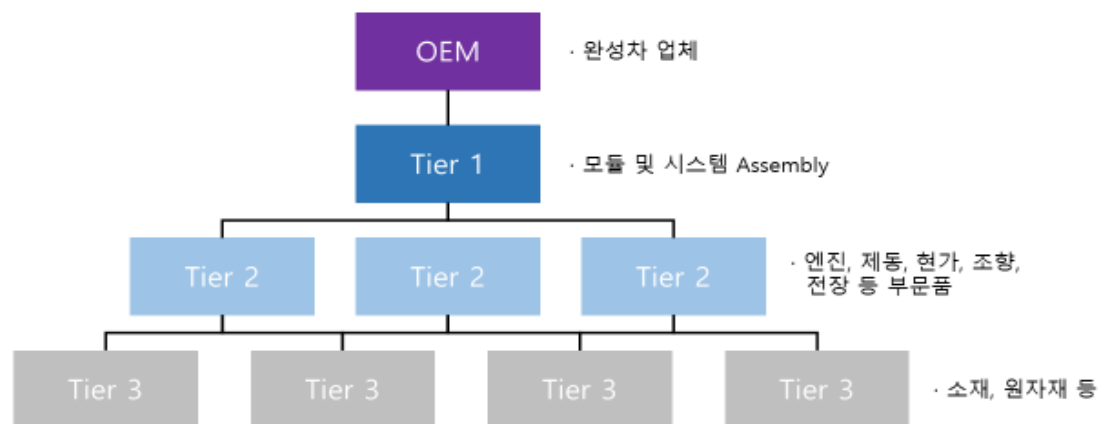 OEM
· 완성차 업체
Tier 1
· 모듈 및 시스템 Assembly
Tier 2
Tier 2
Tier 2
· 엔진, 제동, 현가, 조향,
전장 등 부문품
Tier 3
Tier 3
Tier 3
Tier 3
· 소재, 원자재 등